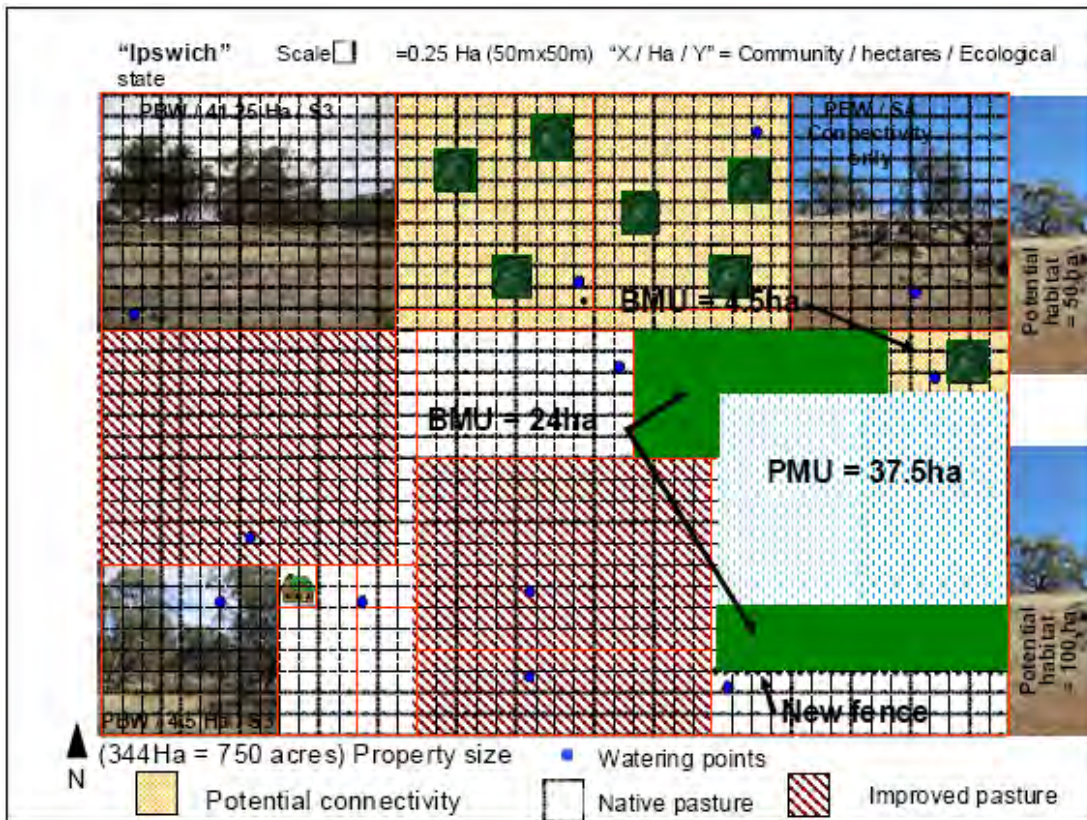 “Ipswich” Scale =0.25 Ha (50mx50m) “X / Ha / Y” = Community / hectares / Ecological
state
PBW / 41.25 Ha / S3
PBW / S4
Connectivity
only
Potential
habitat
= 50 ha
BMU = 4.5ha
BMU = 24ha
PMU = 37.5ha
Potential
habitat
= 100 ha
PBW / 4.5 Ha / S3
New fence
N
(344Ha = 750 acres) Property size
Watering points
Potential connectivity
Native pasture
Improved pasture